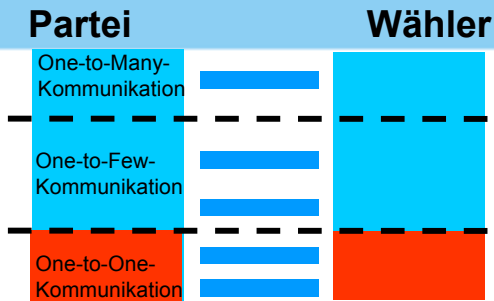 Partei Wähler
One-to-Many-
Kommunikation
One-to-Few-
Kommunikation
One-to-One-
Kommunikation